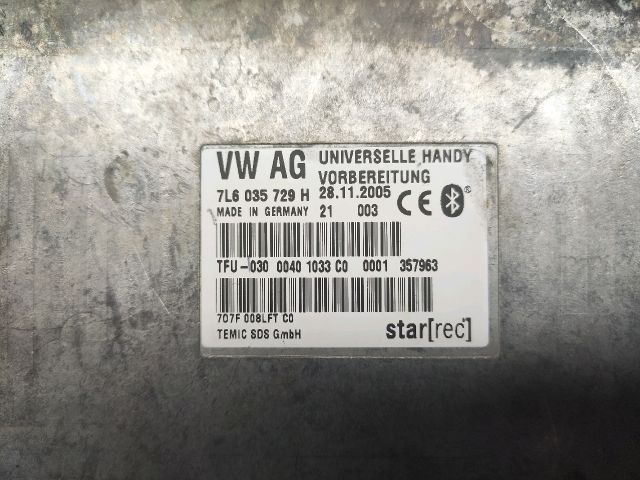 VW AG UNIVERSELLE HANDY
VORBEREITUNG
7L6 035 729 H 28.11.2005
MADE IN GERMANY 21 003 CE
TFU-030 0040 1033 C0 0001 357963
707F 008LFT C0
TEMIC SDS GmbH star[rec]